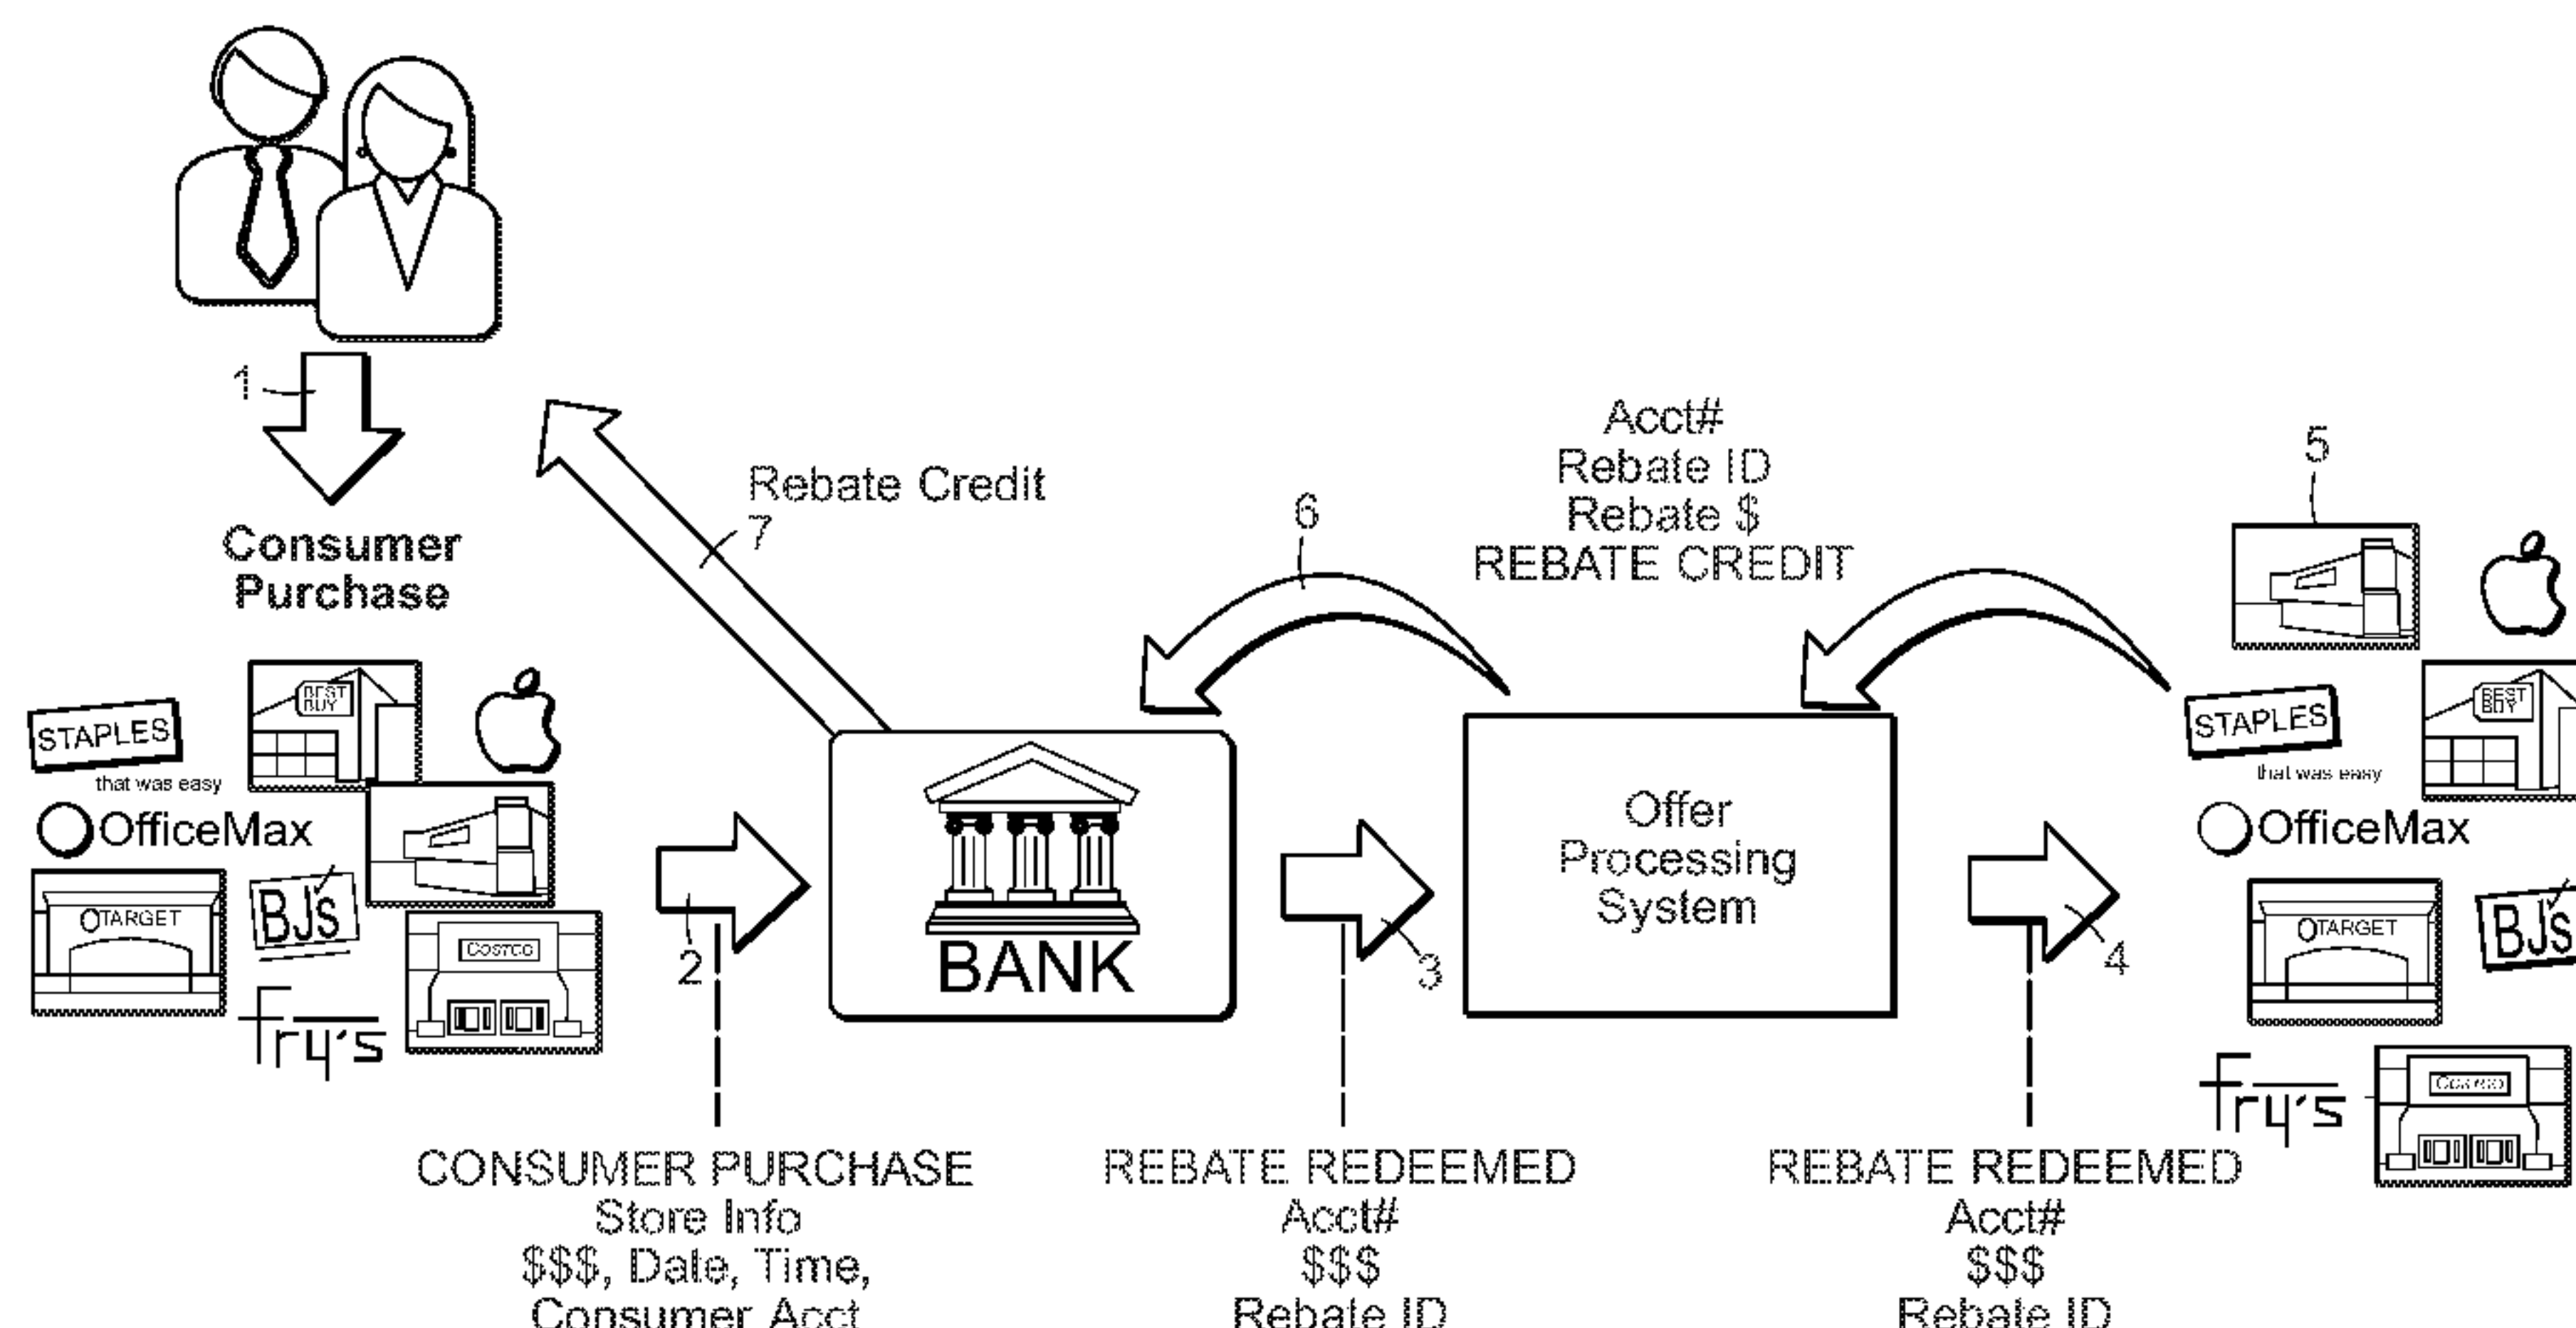 1
Consumer
Purchase
Rebate Credit
7
6
Acct#
Rebate ID
Rebate $
REBATE CREDIT
5
STAPLES
that was easy
BEST
BUY
OfficeMax
TARGET
BJs
COSTCO
fry's
2
BANK
3
Offer
Processing
System
4
STAPLES
that was easy
BEST
BUY
OfficeMax
TARGET
BJs
fry's
COSTCO
CONSUMER PURCHASE
Store Info
$$$, Date, Time,
Consumer Acct
REBATE REDEEMED
Acct#
$$$
Rebate ID
REBATE REDEEMED
Acct#
$$$
Rebate ID